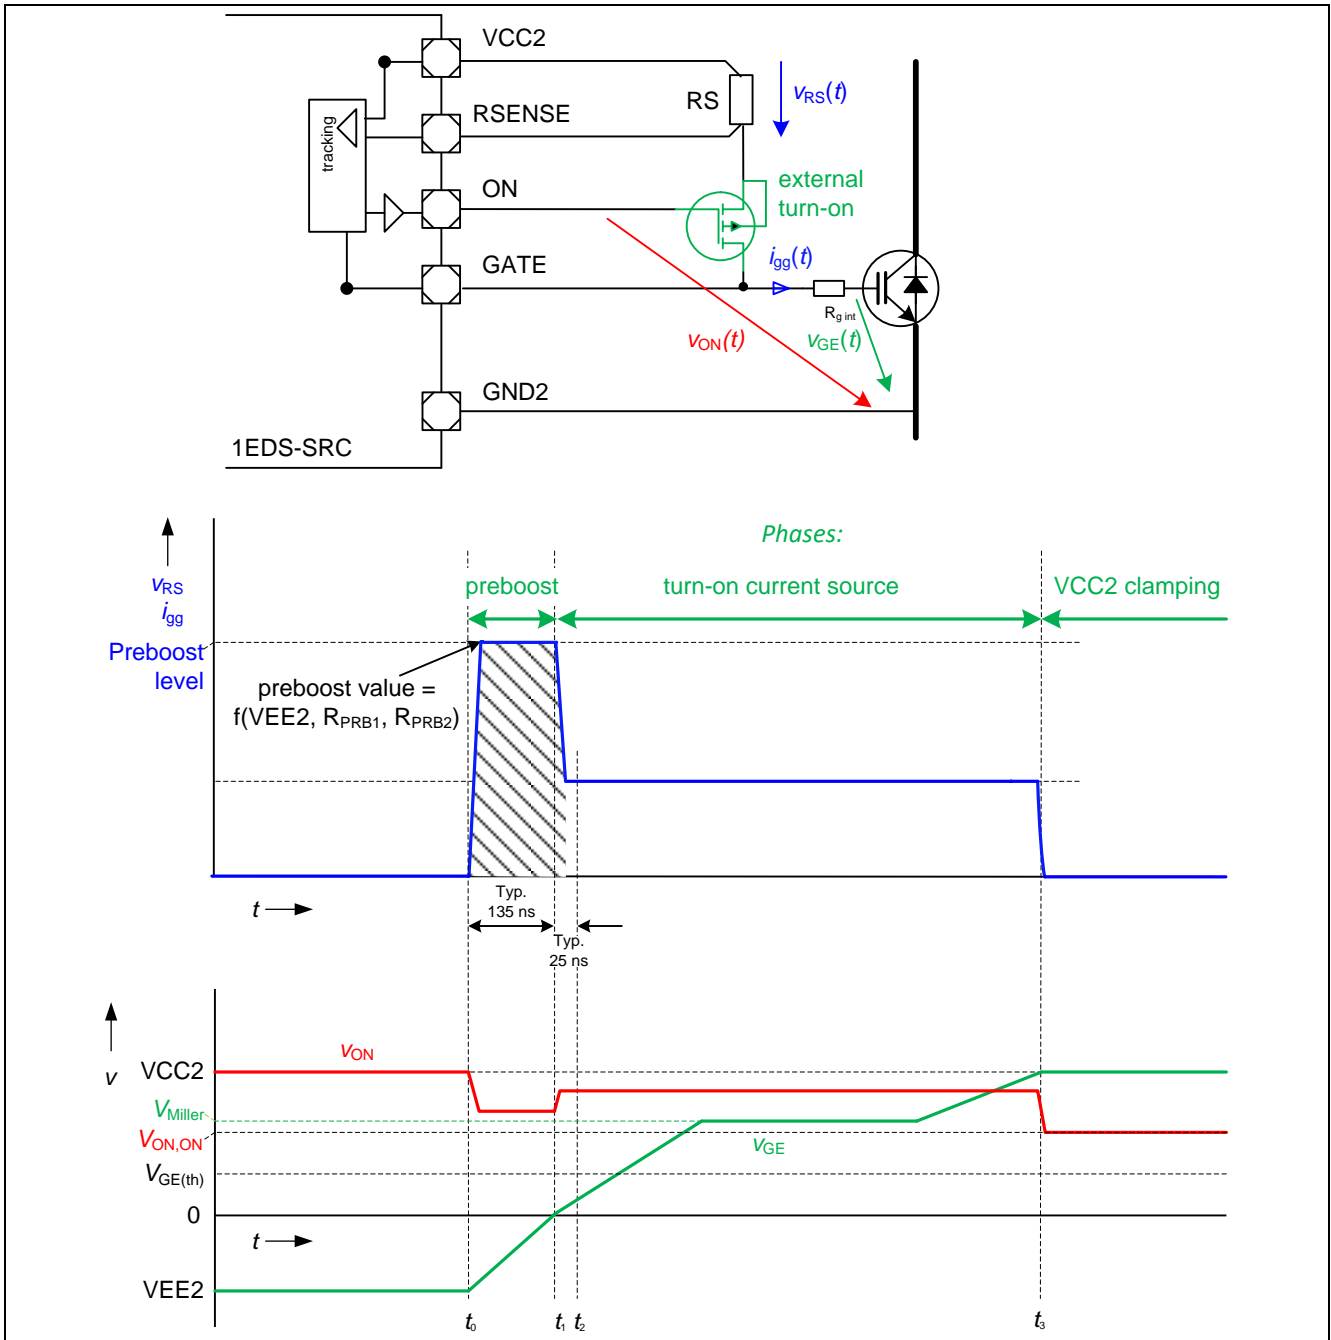 VCC2
RSENSE
ON
GATE
GND2
1EDS-SRC
tracking
RS
vRS(t)
external
turn-on
igg(t)
Rg int
vON(t)
vGE(t)
Phases:
preboost
turn-on current source
VCC2 clamping
vRS
igg
Preboost
level
preboost value =
f(VEE2, RPRB1, RPRB2)
t
Typ.
135 ns
Typ.
25 ns
v
VCC2
vON
VMiller
VON,ON
vGE
VGE(th)
0
t
VEE2
t0
t1
t2
t3